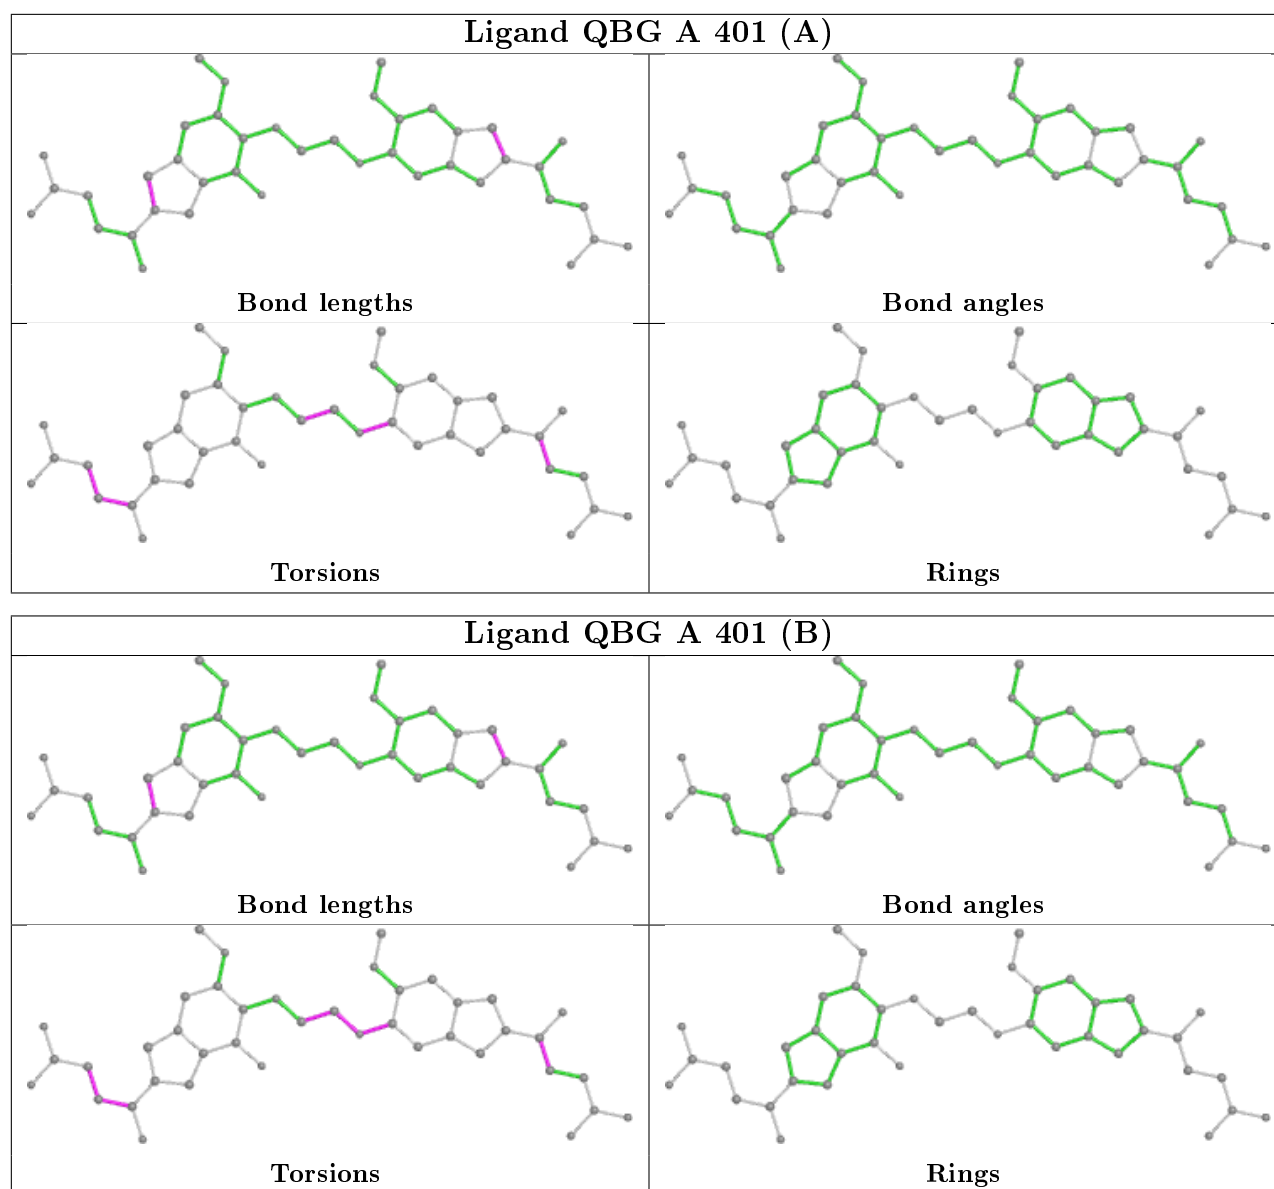 Ligand QBG A 401 (A)
Bond lengths
Bond angles
Torsions
Rings
Ligand QBG A 401 (B)
Bond lengths
Bond angles
Torsions
Rings